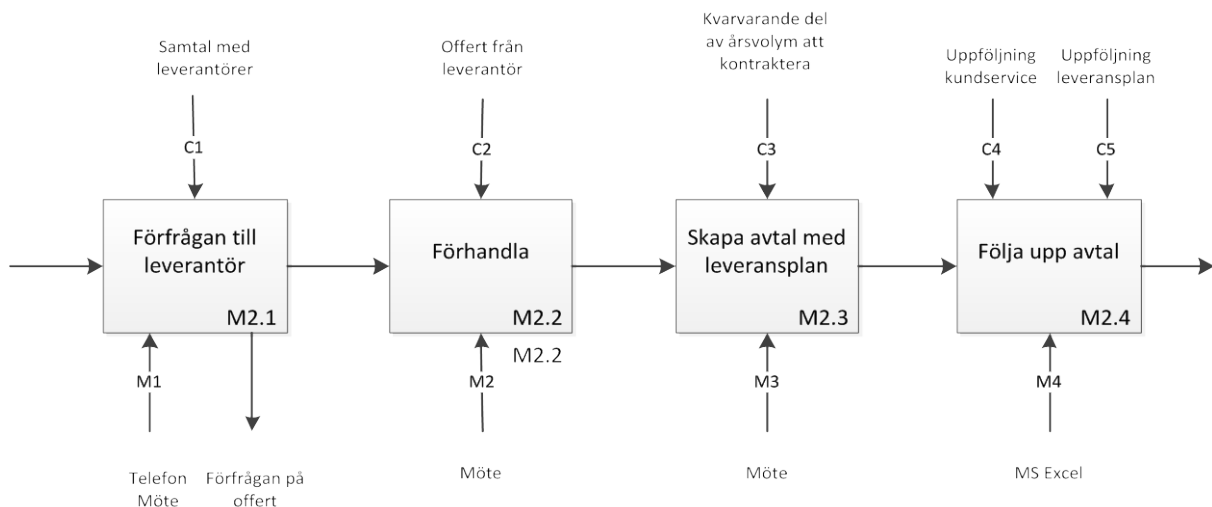 Samtal med
leverantörer
Offert från
leverantör
Kvarvarande del
av årsvolym att
kontraktera
Uppföljning
kundservice
Uppföljning
leveransplan
C1
C2
C3
C4
C5
Förfrågan till
leverantör
M2.1
Förhandla
M2.2
M2.2
Skapa avtal med
leveransplan
M2.3
Följa upp avtal
M2.4
M1
M2
M3
M4
Telefon
Möte
Förfrågan på
offert
Möte
Möte
MS Excel